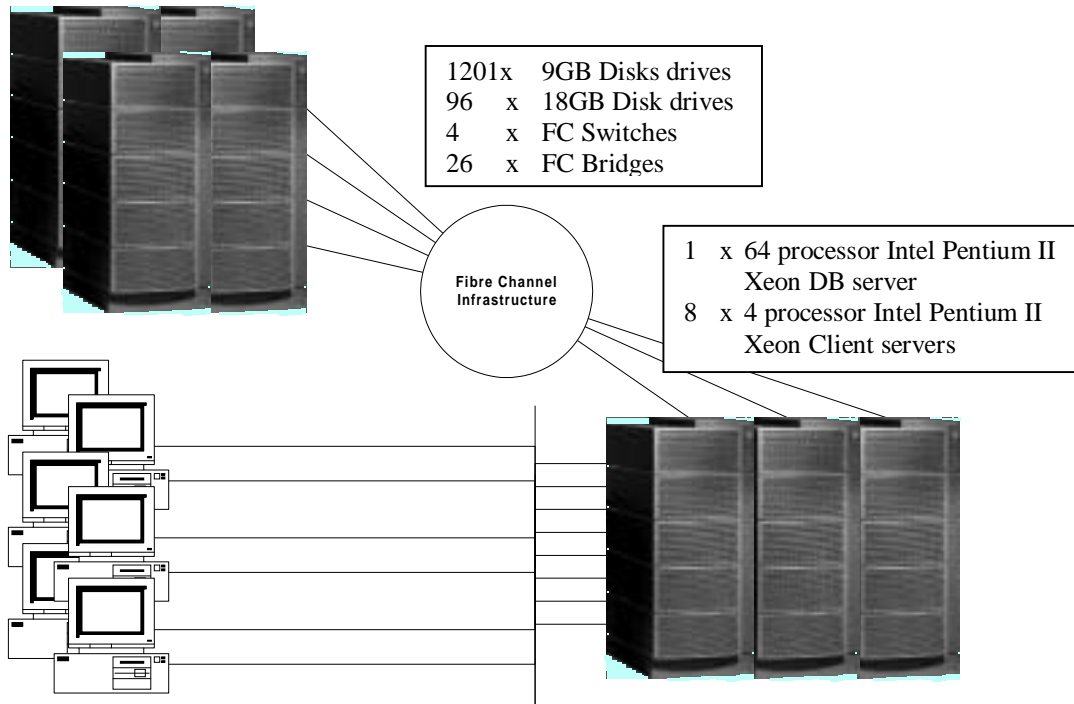 1201x 9GB Disks drives
96 x 18GB Disk drives
4 x FC Switches
26 x FC Bridges
Fibre Channel
Infrastructure
1 x 64 processor Intel Pentium II
Xeon DB server
8 x 4 processor Intel Pentium II
Xeon Client servers